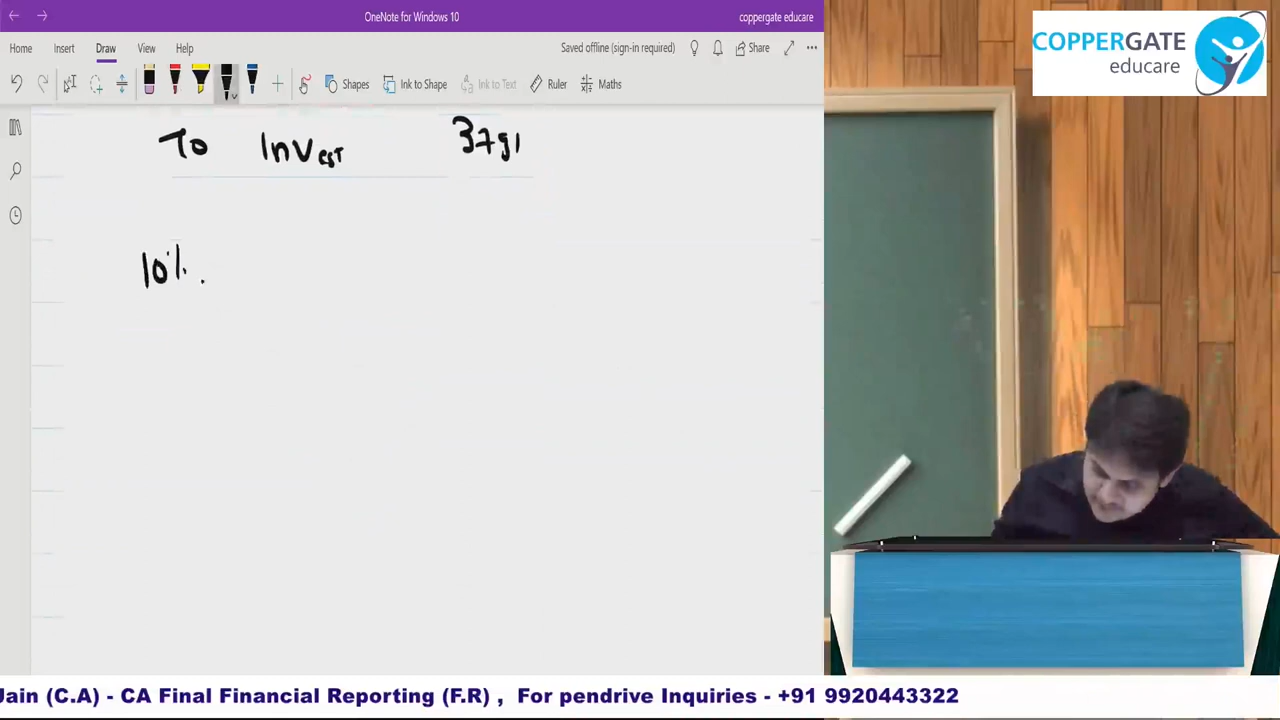 OneNote for Windows 10
coppergate educare
Home Insert Draw View Help
Saved offline (sign-in required) Share
Shapes Ink to Shape Ink to Text Ruler Maths
COPPERGATE
educare
To Invest 3791
10%.
Jain (C.A) - CA Final Financial Reporting (F.R) , For pendrive Inquiries - +91 9920443322